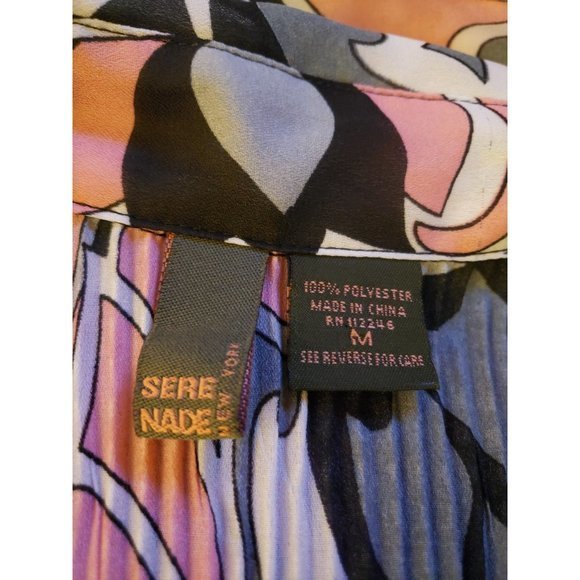 SERE
NADE
NEW YORK
100% POLYESTER
MADE IN CHINA
RN 112246
M
SEE REVERSE FOR CARE